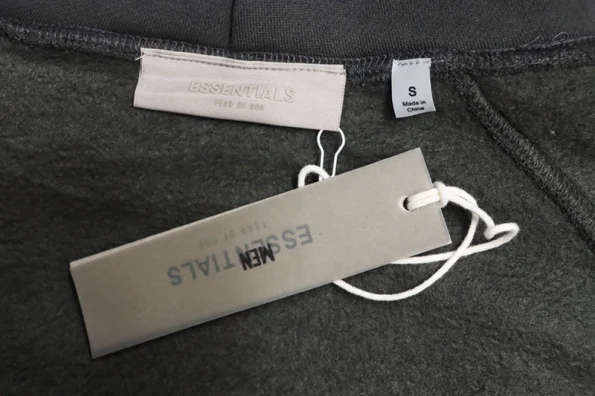 ESSENTIALS
FEAR OF GOD
S
Made in
China
FEAR OF GOD
ESSENTIALS
MEN